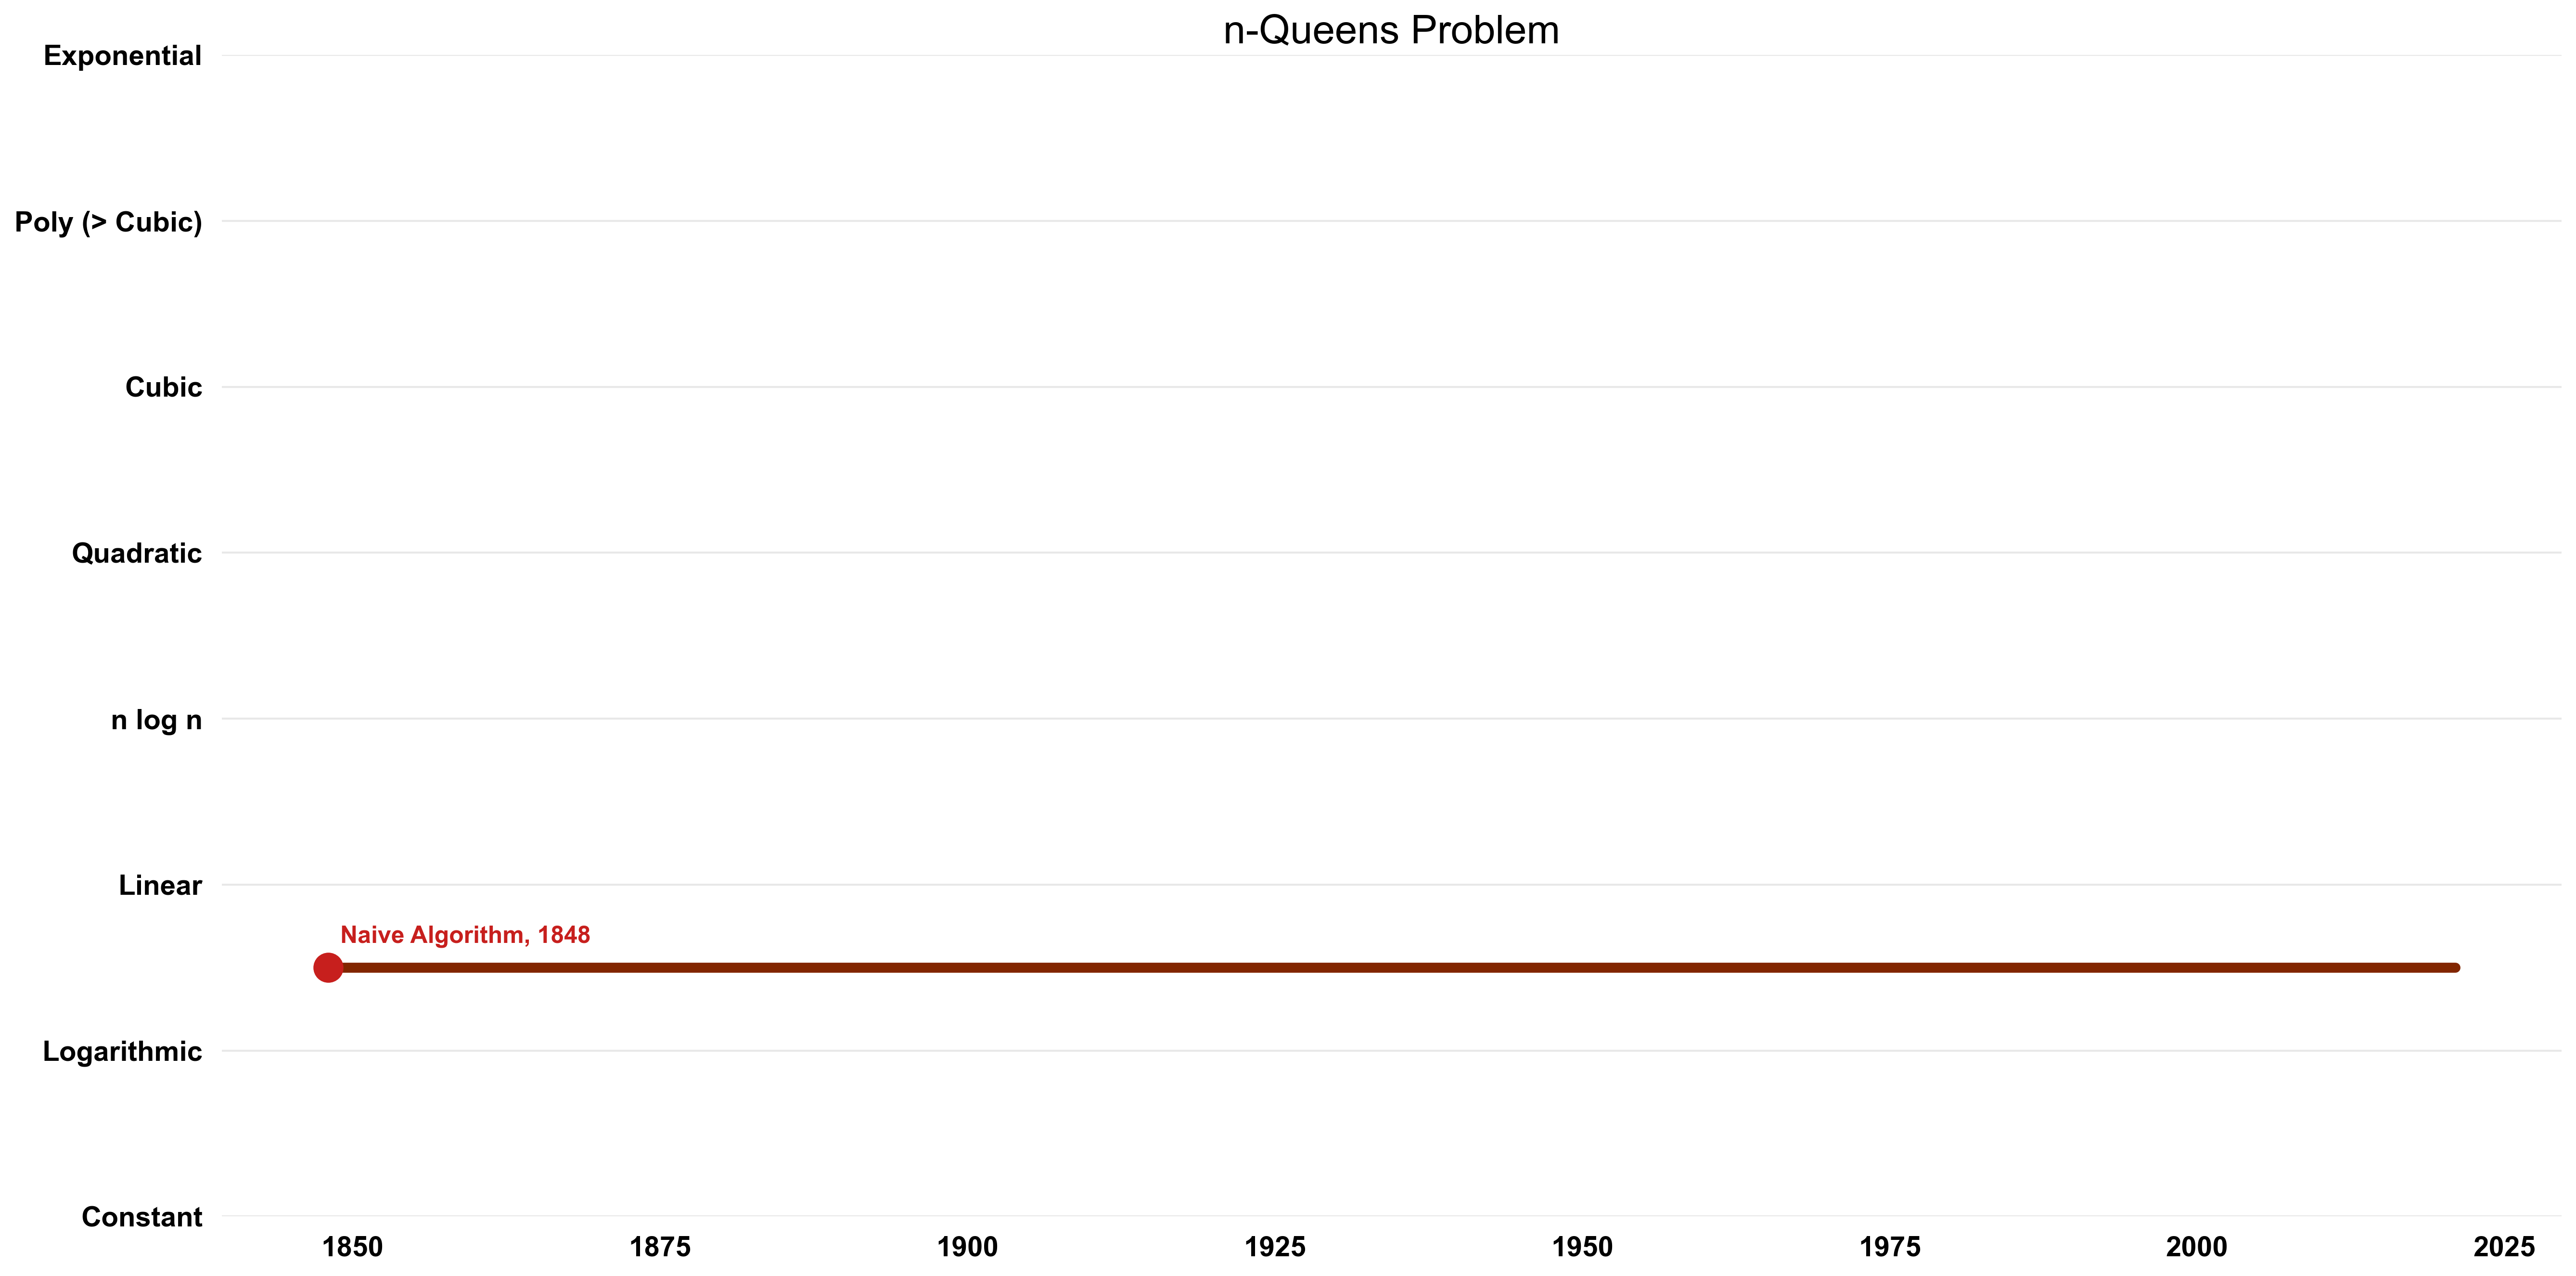 n-Queens Problem
Exponential
Poly (> Cubic)
Cubic
Quadratic
n log n
Linear
Naive Algorithm, 1848
Logarithmic
Constant
1850 1875 1900 1925 1950 1975 2000 2025